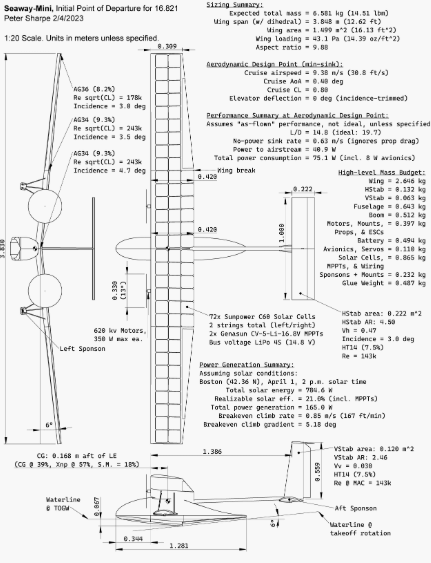 Seaway-Mini, Initial Point of Departure for 16.821
Peter Sharpe 2/4/2023
1:20 Scale. Units in meters unless specified.
Sizing Summary:
Expected total mass = 6.581 kg (14.51 lbm)
Wing span (w/ dihedral) = 3.848 m (12.62 ft)
Wing area = 1.499 m^2 (16.13 ft^2)
Wing loading = 43.1 Pa (14.39 oz/ft^2)
Aspect ratio = 9.88
Aerodynamic Design Point (min-sink):
Cruise airspeed = 9.38 m/s (30.8 ft/s)
Cruise AoA = 0.48 deg
Cruise CL = 0.80
Elevator deflection = 0 deg (incidence-trimmed)
Performance Summary at Aerodynamic Design Point:
Assumes "as-flown" performance, not ideal, unless specified
L/D = 14.8 (ideal: 19.7)
No-power sink rate = 0.63 m/s (ignores prop drag)
Power to airstream = 40.9 W
Total power consumption = 75.1 W (incl. 8 W avionics)
0.309
AG36 (8.2%)
Re sqrt(CL) = 178k
Incidence = 3.0 deg
AG34 (9.3%)
Re sqrt(CL) = 243k
Incidence = 3.5 deg
AG34 (9.3%)
Re sqrt(CL) = 243k
Incidence = 4.7 deg
Wing break
0.420
0.420
0.222
1.000
3.830
0.330
(13")
High-level Mass Budget:
Wing = 2.646 kg
HStab = 0.132 kg
VStab = 0.063 kg
Fuselage = 0.643 kg
Boom = 0.512 kg
Motors, Mounts, = 0.397 kg
Props, & ESCs
Battery = 0.494 kg
Avionics, Servos = 0.110 kg
Solar Cells, = 0.865 kg
MPPTs, & Wiring
Sponsons + Mounts = 0.232 kg
Glue Weight = 0.487 kg
620 kv Motors,
350 W max ea.
Left Sponson
72x Sunpower C60 Solar Cells
2 strings total (left/right)
2x Genasun GV-5-Li-16.8V MPPTs
Bus voltage LiPo 4S (14.8 V)
HStab area: 0.222 m^2
HStab AR: 4.50
Vh = 0.47
Incidence = 3.0 deg
HT14 (7.5%)
Re = 143k
Power Generation Summary:
Assuming solar conditions:
Boston (42.36 N), April 1, 2 p.m. solar time
Total solar energy = 784.6 W
Realizable solar eff. = 21.0% (incl. MPPTs)
Total power generation = 165.0 W
Breakeven climb rate = 0.85 m/s (167 ft/min)
Breakeven climb gradient = 5.18 deg
6°
CG: 0.168 m aft of LE
(CG @ 39%, Xnp @ 57%, S.M. = 18%)
1.386
VStab area: 0.120 m^2
VStab AR: 2.46
Vv = 0.030
HT14 (7.5%)
Re @ MAC = 143k
0.559
Waterline
@ TOGW
0.067
Aft Sponson
6°
Waterline @
takeoff rotation
0.344
1.281